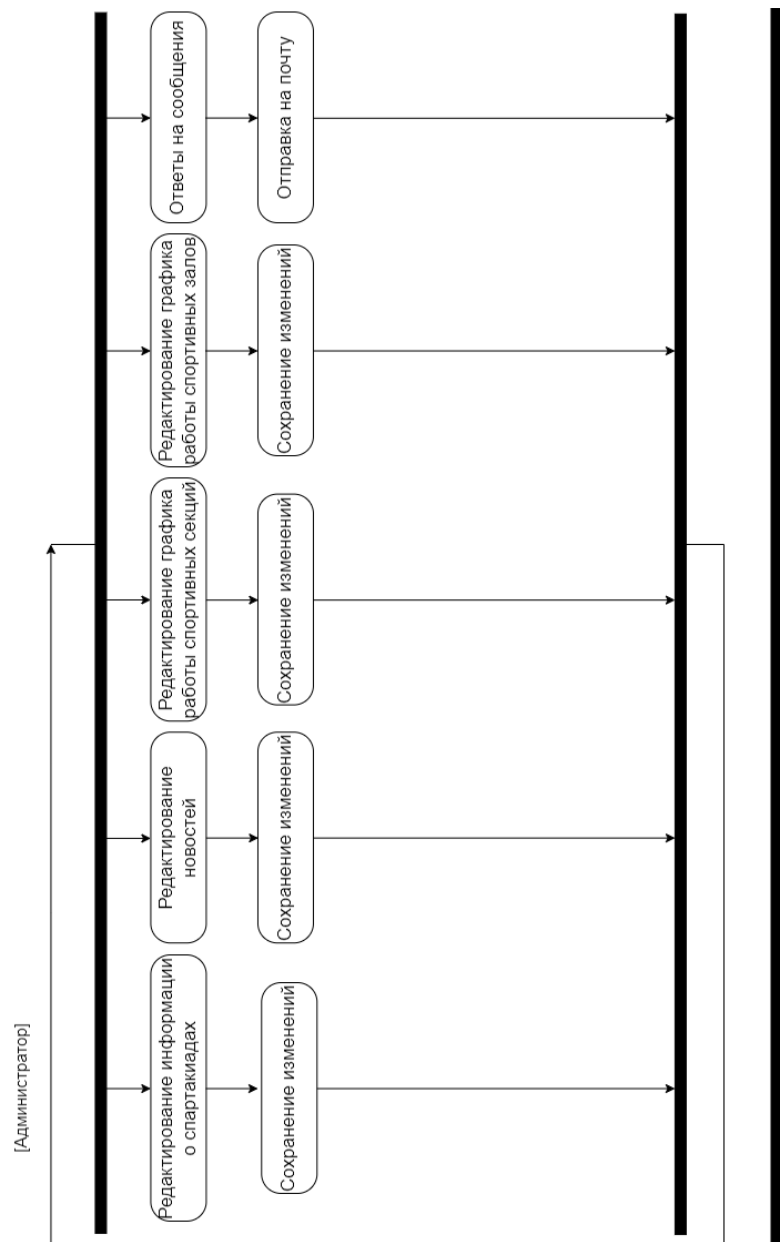 [Администратор]
Редактирование информации
о спартакиадах
Сохранение изменений
Редактирование
новостей
Сохранение изменений
Редактирование графика
работы спортивных секций
Сохранение изменений
Редактирование графика
работы спортивных залов
Сохранение изменений
Ответы на сообщения
Отправка на почту